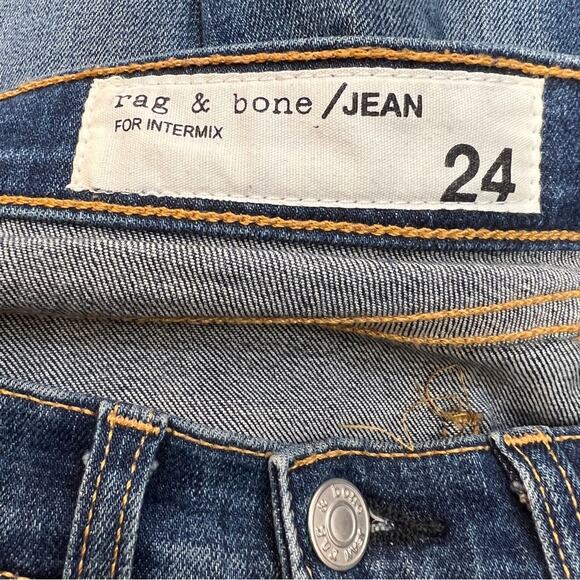 rag & bone/JEAN
FOR INTERMIX
24